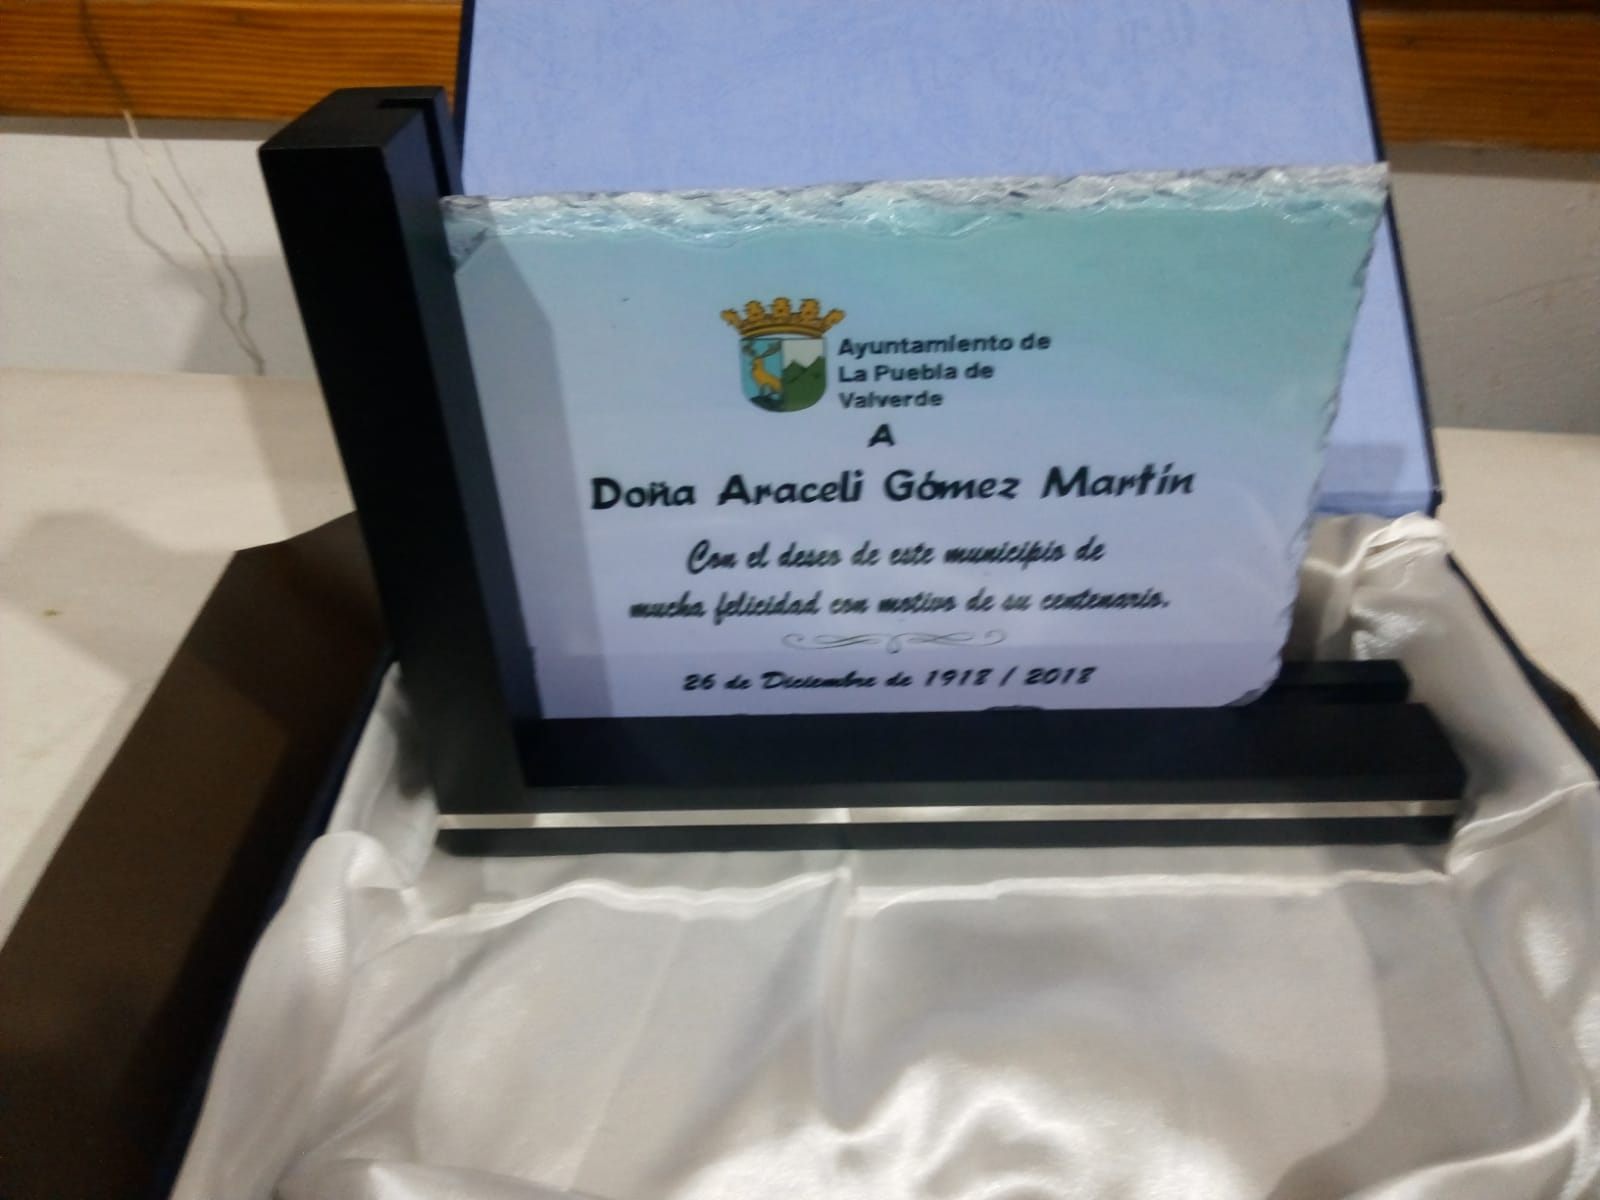 Ayuntamiento de
La Puebla de
Valverde
A
Doña Araceli Gómez Martín
Con el deseo de este municipio de
mucha felicidad con motivo de su centenario.
26 de Diciembre de 1918 / 2018